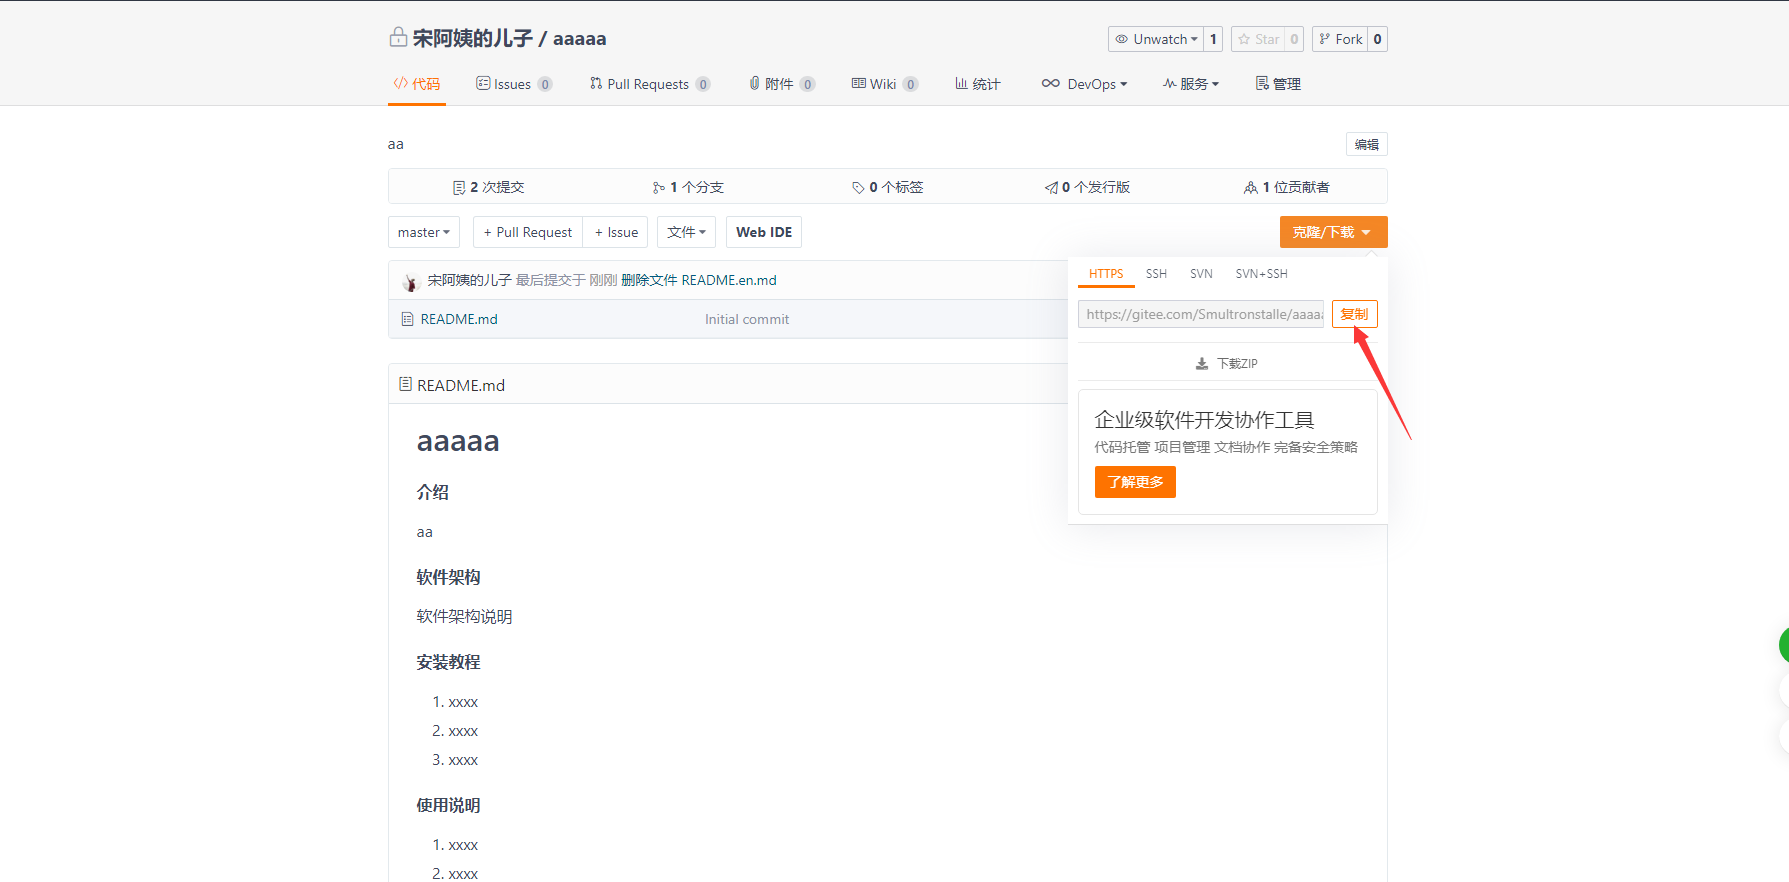 宋阿姨的儿子 / aaaaa
Unwatch 1 Star 0 Fork 0
代码 Issues 0 Pull Requests 0 附件 0 Wiki 0 统计 DevOps 服务 管理
aa 编辑
2 次提交 1 个分支 0 个标签 0 个发行版 1 位贡献者
master + Pull Request + Issue 文件 Web IDE 克隆/下载
宋阿姨的儿子 最后提交于 刚刚 删除文件 README.en.md
README.md Initial commit
HTTPS SSH SVN SVN+SSH
https://gitee.com/Smultronstalle/aaaaa 复制
下载ZIP
企业级软件开发协作工具
代码托管 项目管理 文档协作 完备安全策略
了解更多
README.md
aaaaa
介绍
aa
软件架构
软件架构说明
安装教程
1. xxxx
2. xxxx
3. xxxx
使用说明
1. xxxx
2. xxxx